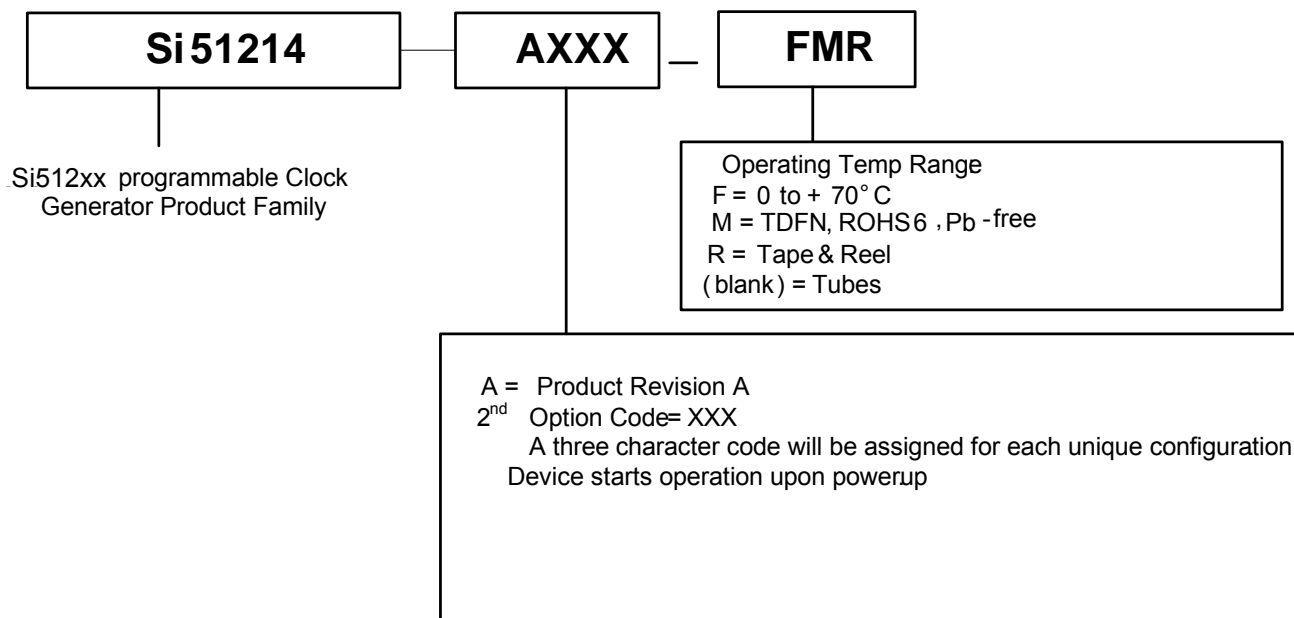 Si51214 AXXX _ FMR
Si512xx programmable Clock
Generator Product Family
Operating Temp Range
F = 0 to + 70° C
M = TDFN, ROHS6 , Pb -free
R = Tape & Reel
(blank) = Tubes
A = Product Revision A
2nd Option Code= XXX
A three character code will be assigned for each unique configuration
Device starts operation upon powerup